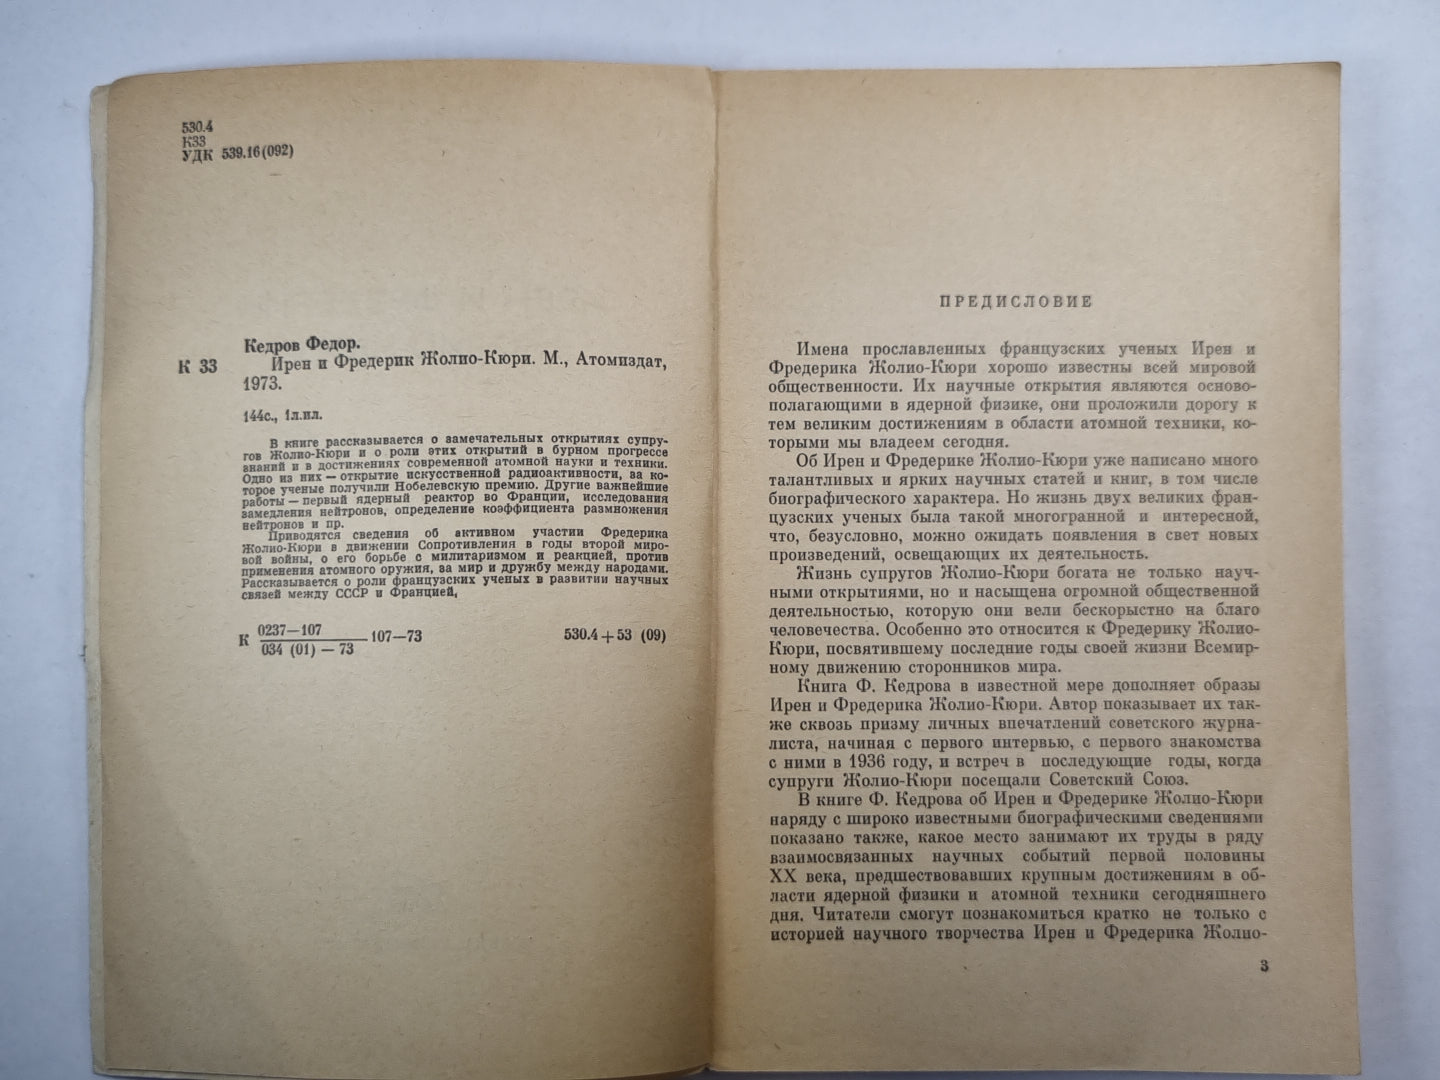 530.4
К33
УДК 539.16(092)
Кедров Федор.
К 33 Ирен и Фредерик Жолио-Кюри. М., Атомиздат,
1973.
144с., 1л.ил.
В книге рассказывается о замечательных открытиях супру-
гов Жолио-Кюри и о роли этих открытий в бурном прогрессе
знаний и в достижениях современной атомной науки и техники.
Одно из них — открытие искусственной радиоактивности, за ко-
торое ученые получили Нобелевскую премию. Другие важнейшие
работы — первый ядерный реактор во Франции, исследования
замедления нейтронов, определение коэффициента размножения
нейтронов и пр.
Приводятся сведения об активном участии Фредерика
Жолио-Кюри в движении Сопротивления в годы второй миро-
вой войны, о его борьбе с милитаризмом и реакцией, против
применения атомного оружия, за мир и дружбу между народами.
Рассказывается о роли французских ученых в развитии научных
связей между СССР и Францией,
0237—107
К 107—73 530.4 + 53 (09)
034 (01) — 73
ПРЕДИСЛОВИЕ
Имена прославленных французских ученых Ирен и
Фредерика Жолио-Кюри хорошо известны всей мировой
общественности. Их научные открытия являются осново-
полагающими в ядерной физике, они проложили дорогу к
тем великим достижениям в области атомной техники, ко-
торыми мы владеем сегодня.
Об Ирен и Фредерике Жолио-Кюри уже написано много
талантливых и ярких научных статей и книг, в том числе
биографического характера. Но жизнь двух великих фран-
цузских ученых была такой многогранной и интересной,
что, безусловно, можно ожидать появления в свет новых
произведений, освещающих их деятельность.
Жизнь супругов Жолио-Кюри богата не только науч-
ными открытиями, но и насыщена огромной общественной
деятельностью, которую они вели бескорыстно на благо
человечества. Особенно это относится к Фредерику Жолио-
Кюри, посвятившему последние годы своей жизни Всемир-
ному движению сторонников мира.
Книга Ф. Кедрова в известной мере дополняет образы
Ирен и Фредерика Жолио-Кюри. Автор показывает их так-
же сквозь призму личных впечатлений советского журна-
листа, начиная с первого интервью, с первого знакомства
с ними в 1936 году, и встреч в последующие годы, когда
супруги Жолио-Кюри посещали Советский Союз.
В книге Ф. Кедрова об Ирен и Фредерике Жолио-Кюри
наряду с широко известными биографическими сведениями
показано также, какое место занимают их труды в ряду
взаимосвязанных научных событий первой половины
XX века, предшествовавших крупным достижениям в об-
ласти ядерной физики и атомной техники сегодняшнего
дня. Читатели смогут познакомиться кратко не только с
историей научного творчества Ирен и Фредерика Жолио-
3